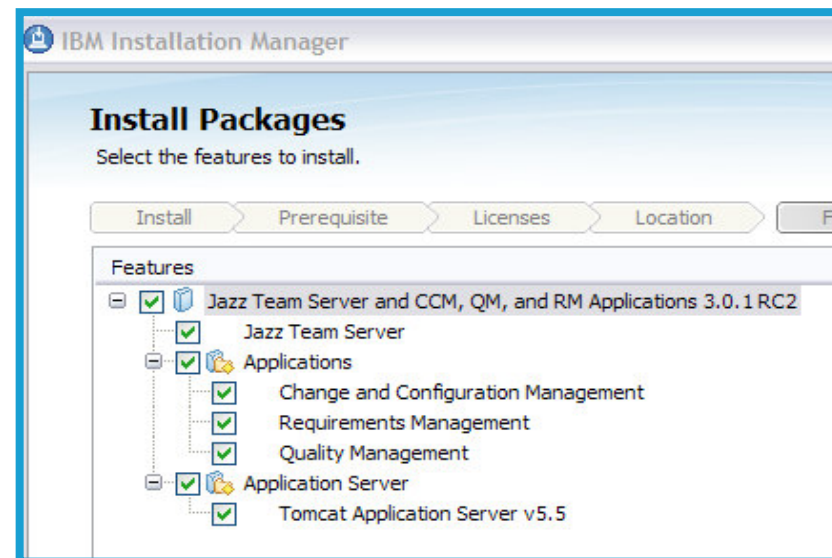 IBM Installation Manager
Install Packages
Select the features to install.
Install Prerequisite Licenses Location F
Features
Jazz Team Server and CCM, QM, and RM Applications 3.0.1 RC2
Jazz Team Server
Applications
Change and Configuration Management
Requirements Management
Quality Management
Application Server
Tomcat Application Server v5.5